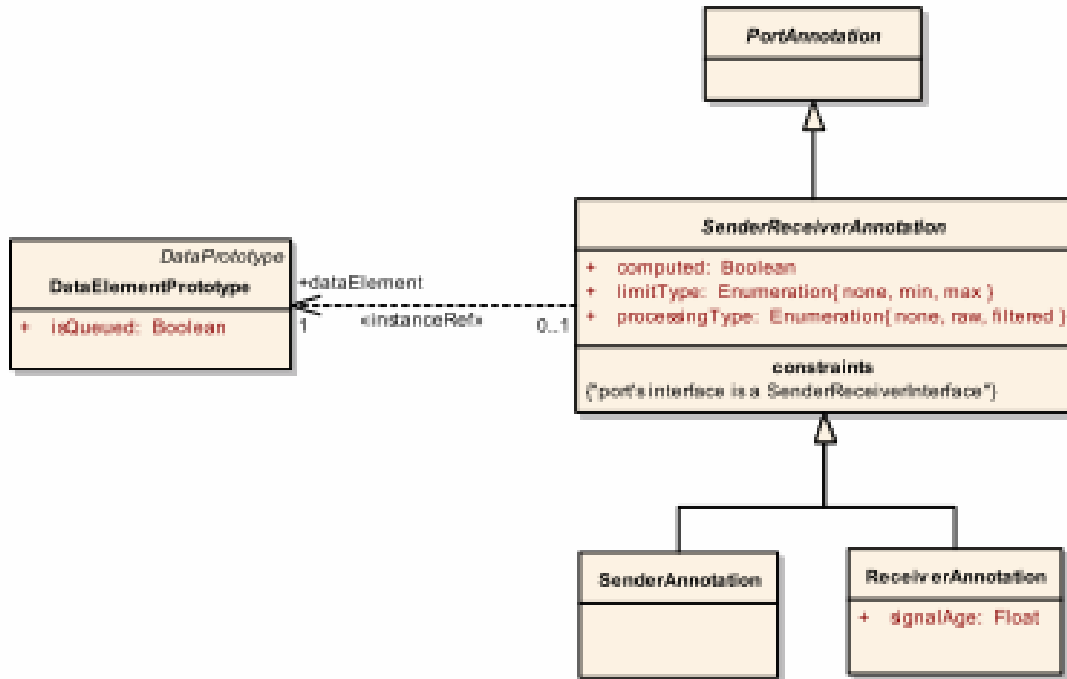 PortAnnotation
SenderReceiverAnnotation
+ computed: Boolean
+ limitType: Enumeration{ none, min, max }
+ processingType: Enumeration{ none, raw, filtered }
constraints
{"port's interface is a SenderReceiverInterface"}
DataPrototype
DataElementPrototype
+ isQueued: Boolean
+dataElement
1
«instanceRef»
0..1
SenderAnnotation
ReceiverAnnotation
+ signalAge: Float